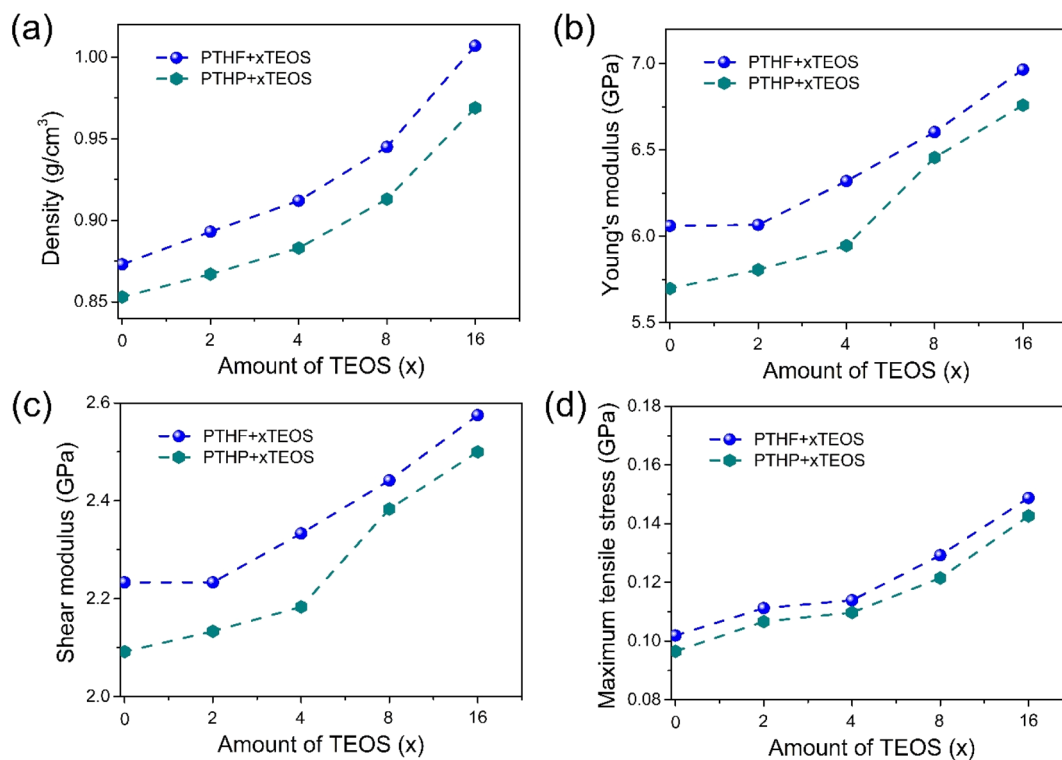 (a)
PTHF+xTEOS
PTHP+xTEOS
1.00
0.95
0.90
0.85
Density (g/cm³)
0 2 4 8 16
Amount of TEOS (x)
(b)
PTHF+xTEOS
PTHP+xTEOS
7.0
6.5
6.0
5.5
Young's modulus (GPa)
0 2 4 8 16
Amount of TEOS (x)
(c)
PTHF+xTEOS
PTHP+xTEOS
2.6
2.4
2.2
2.0
Shear modulus (GPa)
0 2 4 8 16
Amount of TEOS (x)
(d)
PTHF+xTEOS
PTHP+xTEOS
0.18
0.16
0.14
0.12
0.10
0.08
Maximum tensile stress (GPa)
0 2 4 8 16
Amount of TEOS (x)